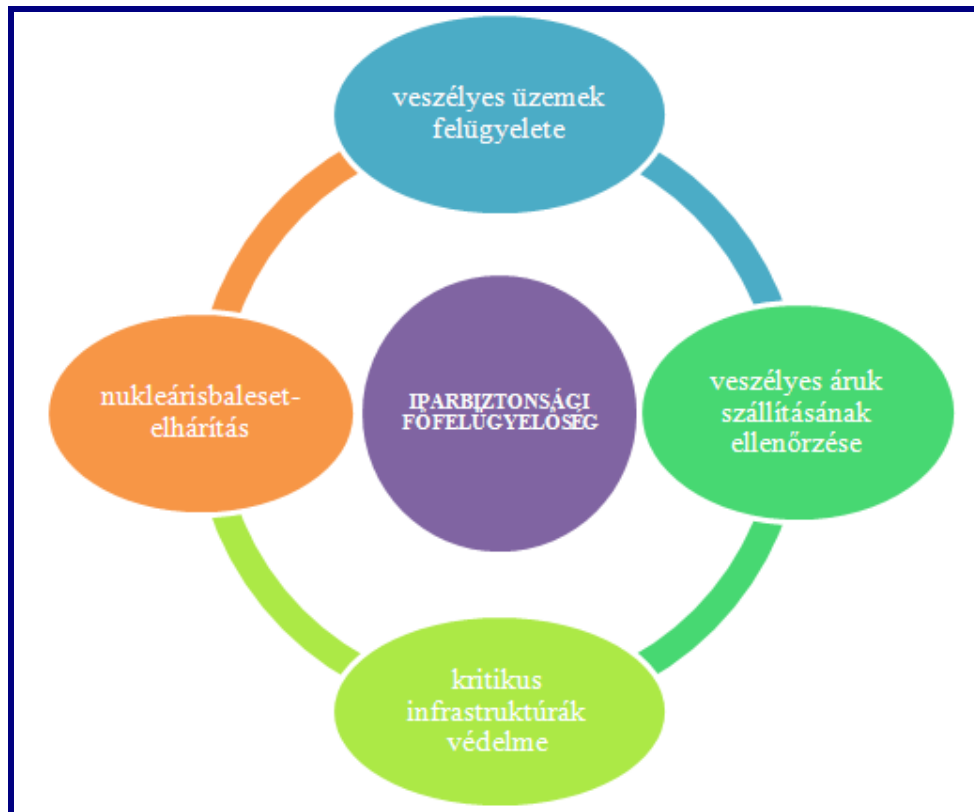 veszélyes üzemek
felügyelete
nukleárisbaleset-
elhárítás
IPARBIZTONSÁGI
FŐFELÜGYELŐSÉG
veszélyes áruk
szállításának
ellenőrzése
kritikus
infrastruktúrák
védelme